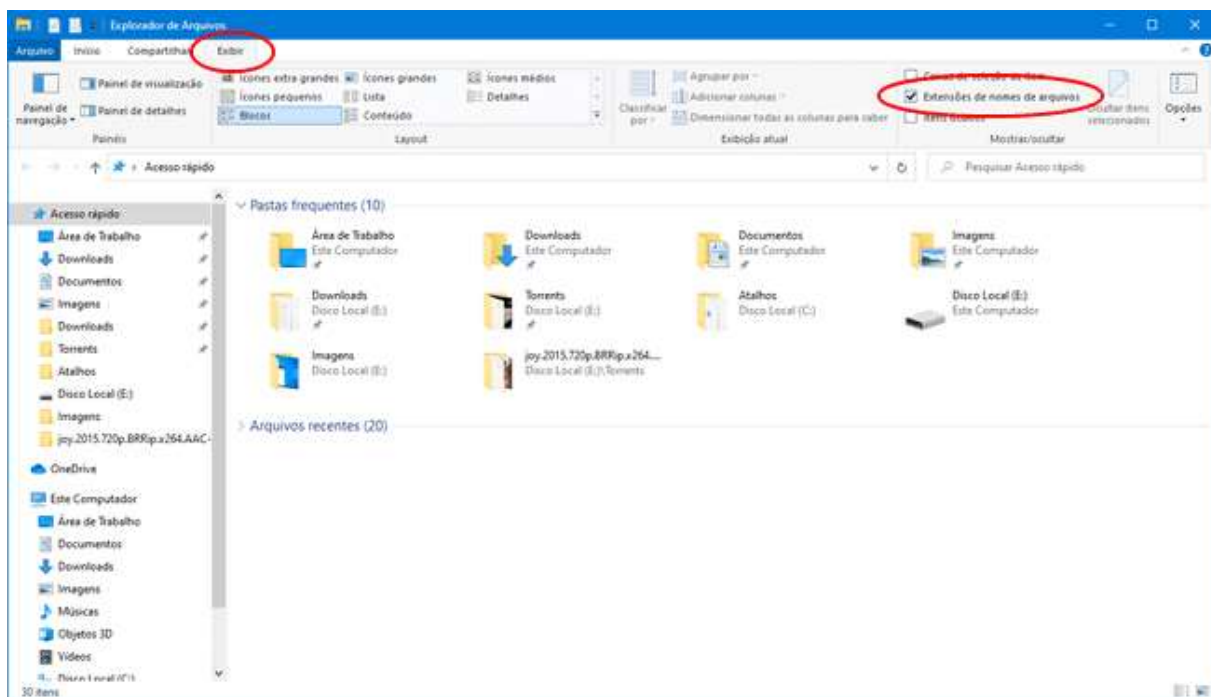 Explorador de Arquivos
Arquivo Início Compartilhar Exibir
Painel de navegação
Painel de visualização
Painel de detalhes
Painéis
Ícones extra grandes Ícones grandes Ícones médios
Ícones pequenos Lista Detalhes
Blocos Conteúdo
Layout
Classificar por
Agrupar por
Adicionar colunas
Dimensionar todas as colunas para caber
Exibição atual
Extensões de nomes de arquivos
Itens
itens selecionados
Mostrar/ocultar
Opções
Acesso rápido
Pesquisar Acesso rápido
Acesso rápido
Área de Trabalho
Downloads
Documentos
Imagens
Downloads
Torrents
Atalhos
Disco Local (E:)
Imagens
joy.2015.720p.BRRip.x264.AAC-
OneDrive
Este Computador
Área de Trabalho
Documentos
Downloads
Imagens
Músicas
Objetos 3D
Vídeos
Disco Local (C:)
30 itens
Pastas frequentes (10)
Área de Trabalho
Este Computador
Downloads
Este Computador
Documentos
Este Computador
Imagens
Este Computador
Downloads
Disco Local (E:)
Torrents
Disco Local (E:)
Atalhos
Disco Local (C:)
Disco Local (E:)
Este Computador
Imagens
Disco Local (E:)
joy.2015.720p.BRRip.x264....
Disco Local (E:)\Torrents
Arquivos recentes (20)